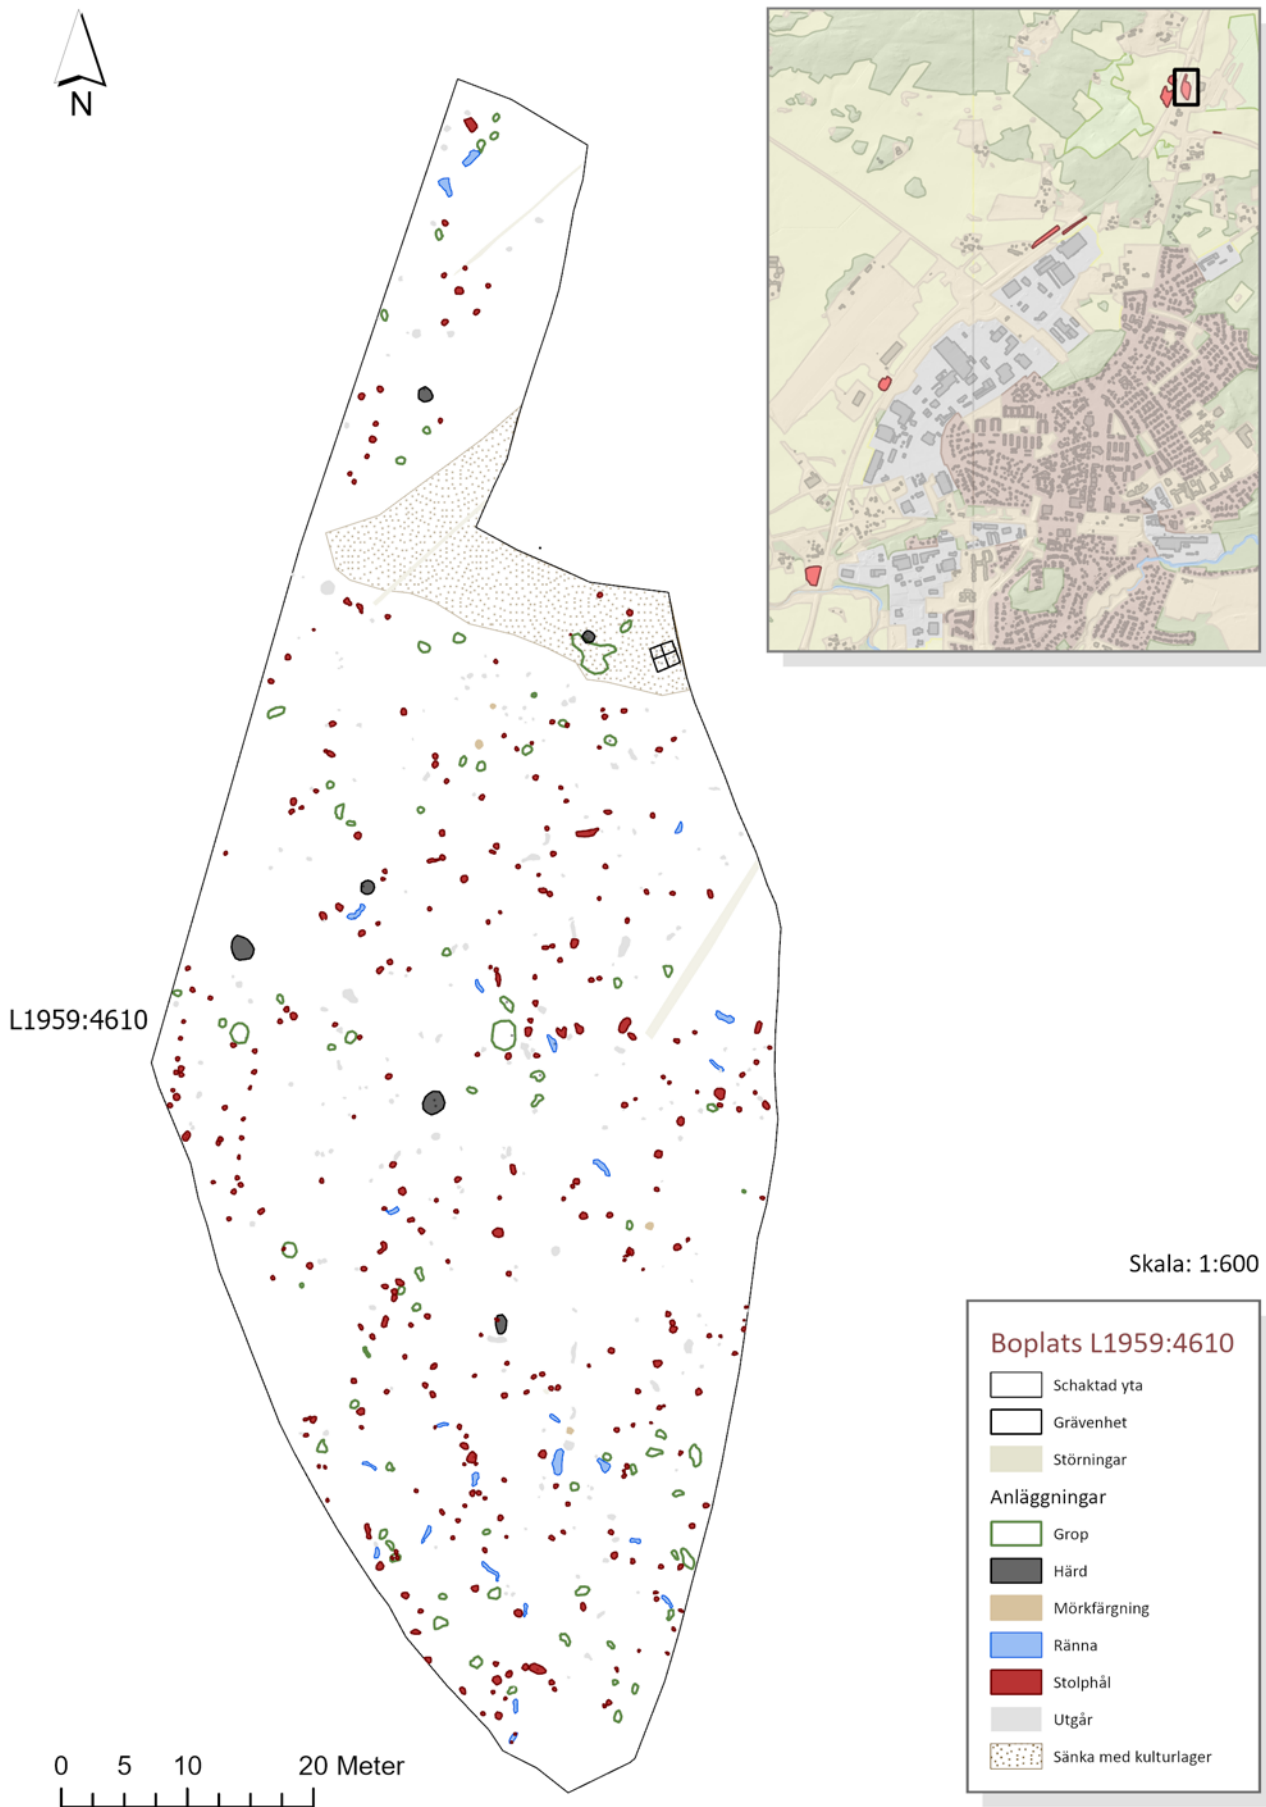 N
L1959:4610
Skala: 1:600
Boplats L1959:4610
Schaktad yta
Grävenhet
Störningar
Anläggningar
Grop
Härd
Mörkfärgning
Ränna
Stolphål
Utgår
Sänka med kulturlager
0 5 10 20 Meter